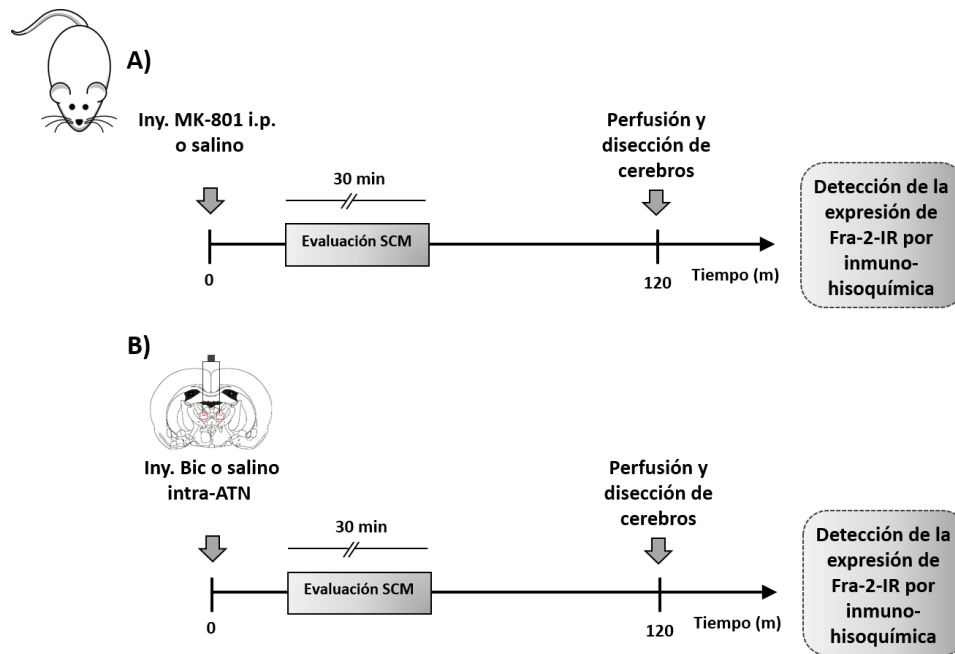 A)
Iny. MK-801 i.p.
o salino
30 min
Evaluación SCM
Perfusión y
disección de
cerebros
0
120
Tiempo (m)
Detección de la
expresión de
Fra-2-IR por
inmuno-
hisoquímica
B)
Iny. Bic o salino
intra-ATN
30 min
Evaluación SCM
Perfusión y
disección de
cerebros
0
120
Tiempo (m)
Detección de la
expresión de
Fra-2-IR por
inmuno-
hisoquímica